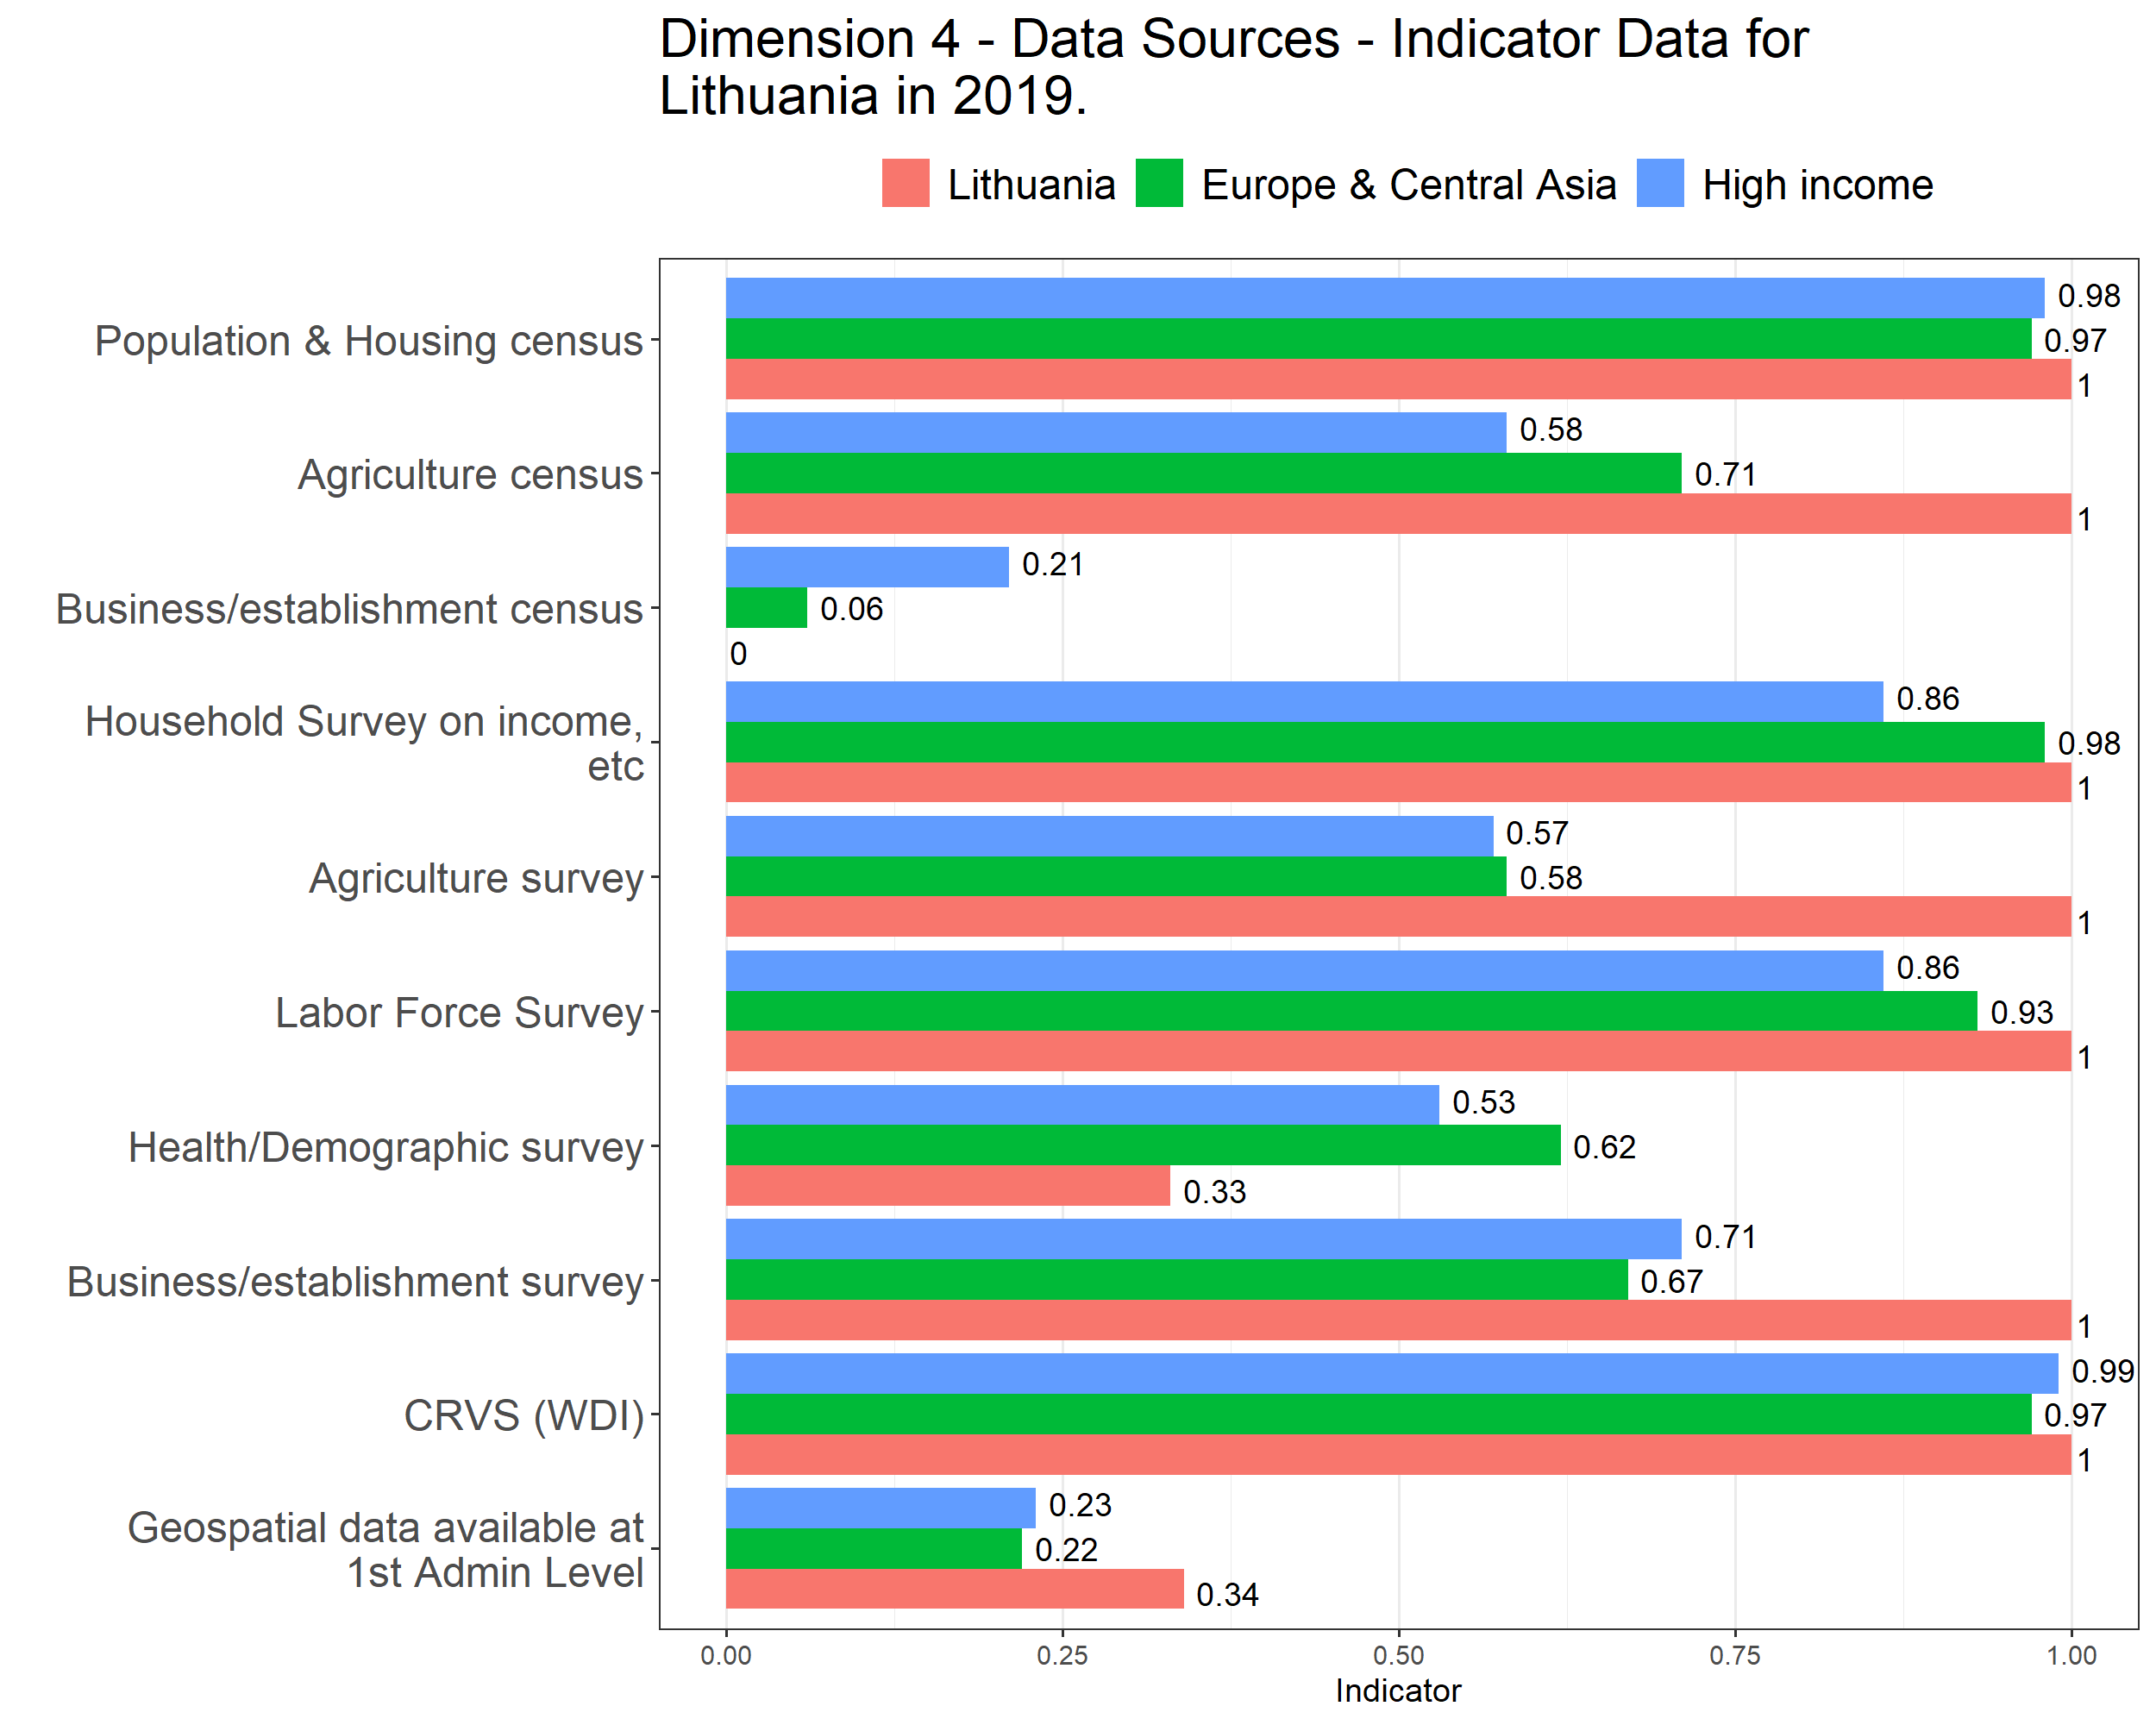 Dimension 4 - Data Sources - Indicator Data for
Lithuania in 2019.
Lithuania
Europe & Central Asia
High income
Population & Housing census
0.98
0.97
1
Agriculture census
0.58
0.71
1
Business/establishment census
0.21
0.06
0
Household Survey on income,
etc
0.86
0.98
1
Agriculture survey
0.57
0.58
1
Labor Force Survey
0.86
0.93
1
Health/Demographic survey
0.53
0.62
0.33
Business/establishment survey
0.71
0.67
1
CRVS (WDI)
0.99
0.97
1
Geospatial data available at
1st Admin Level
0.23
0.22
0.34
0.00
0.25
0.50
0.75
1.00
Indicator